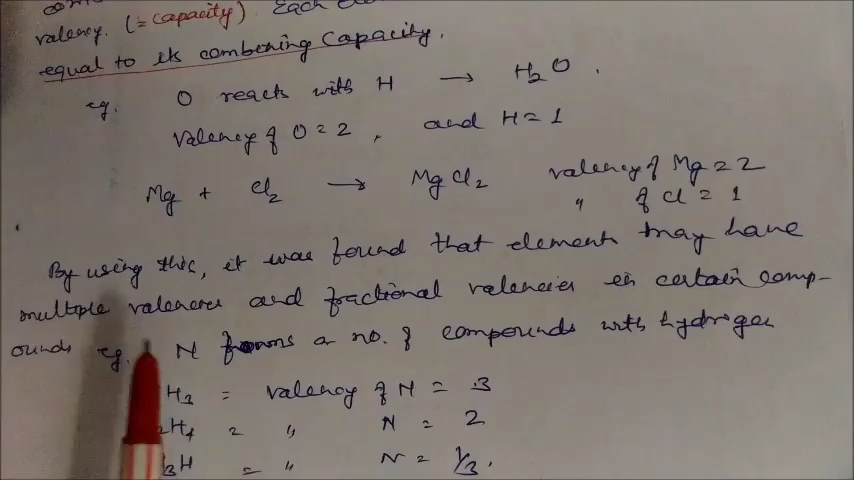 valency. (= capacity). Each
equal to its combening capacity.
eg. O reacts with H → H2O .
Valency of O = 2 , and H = 1
Mg + Cl2 → MgCl2 valency of Mg = 2
" of Cl = 1
By using this, it was found that elements may have
multiple valencies and fractional valencies in certain comp-
ounds eg. N forms a no. of compounds with hydrogen
H3 = valency of N = 3
H4 = " N = 2
3H = " N = 1/3.